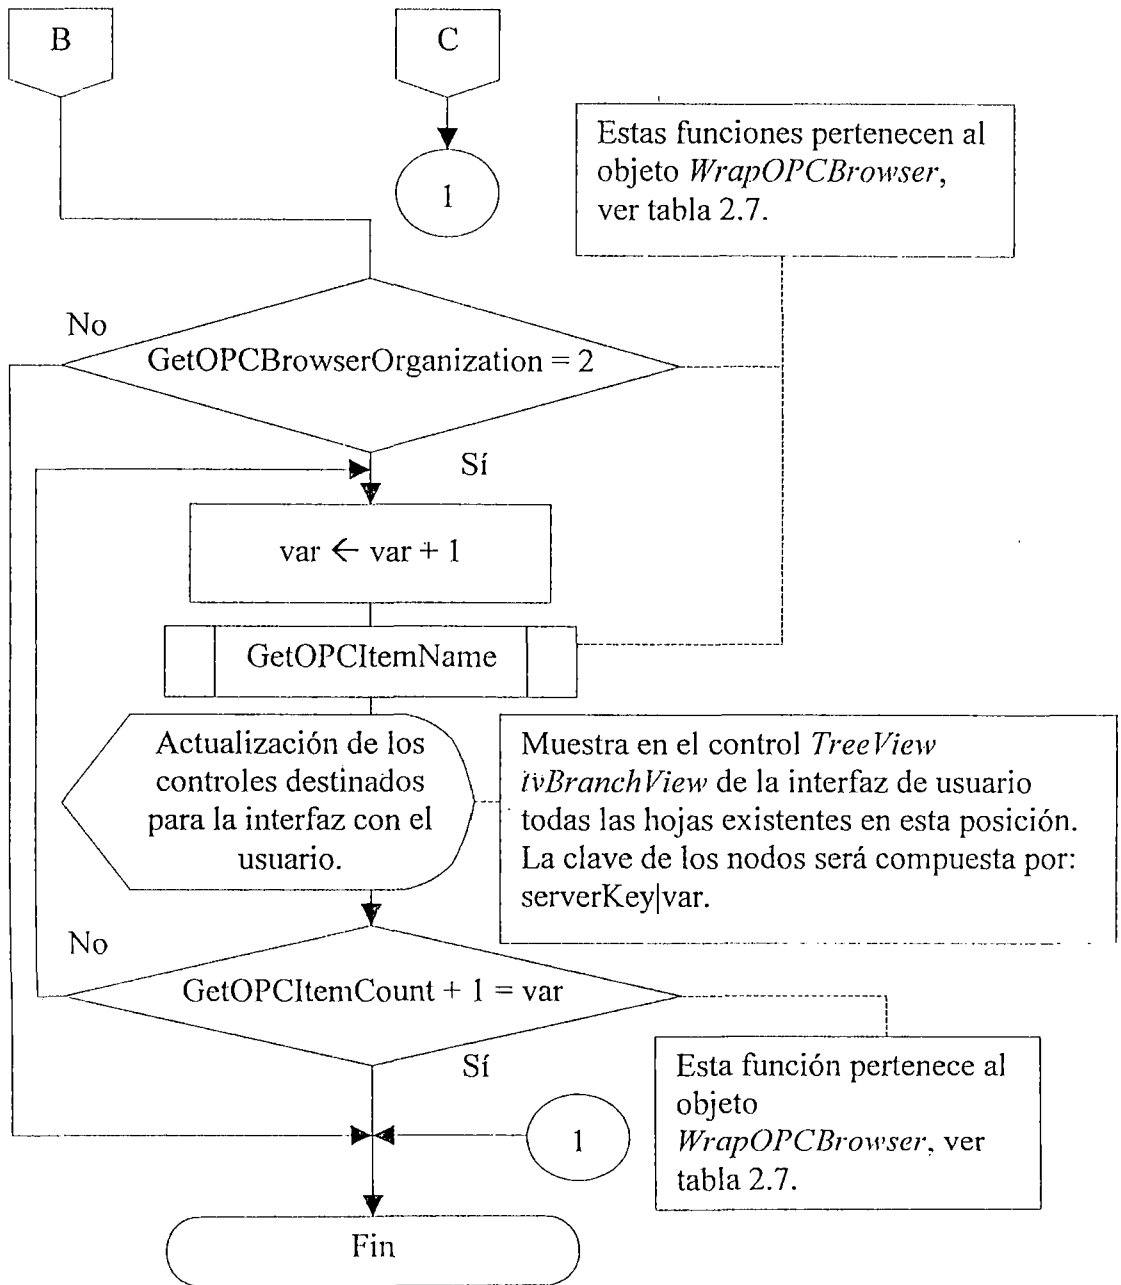 B
C
1
Estas funciones pertenecen al
objeto WrapOPCBrowser,
ver tabla 2.7.
No
GetOPCBrowserOrganization = 2
Sí
var ← var + 1
GetOPCItemName
Actualización de los
controles destinados
para la interfaz con el
usuario.
Muestra en el control TreeView
tvBranchView de la interfaz de usuario
todas las hojas existentes en esta posición.
La clave de los nodos será compuesta por:
serverKey|var.
No
GetOPCItemCount + 1 = var
Sí
Esta función pertenece al
objeto
WrapOPCBrowser, ver
tabla 2.7.
1
Fin